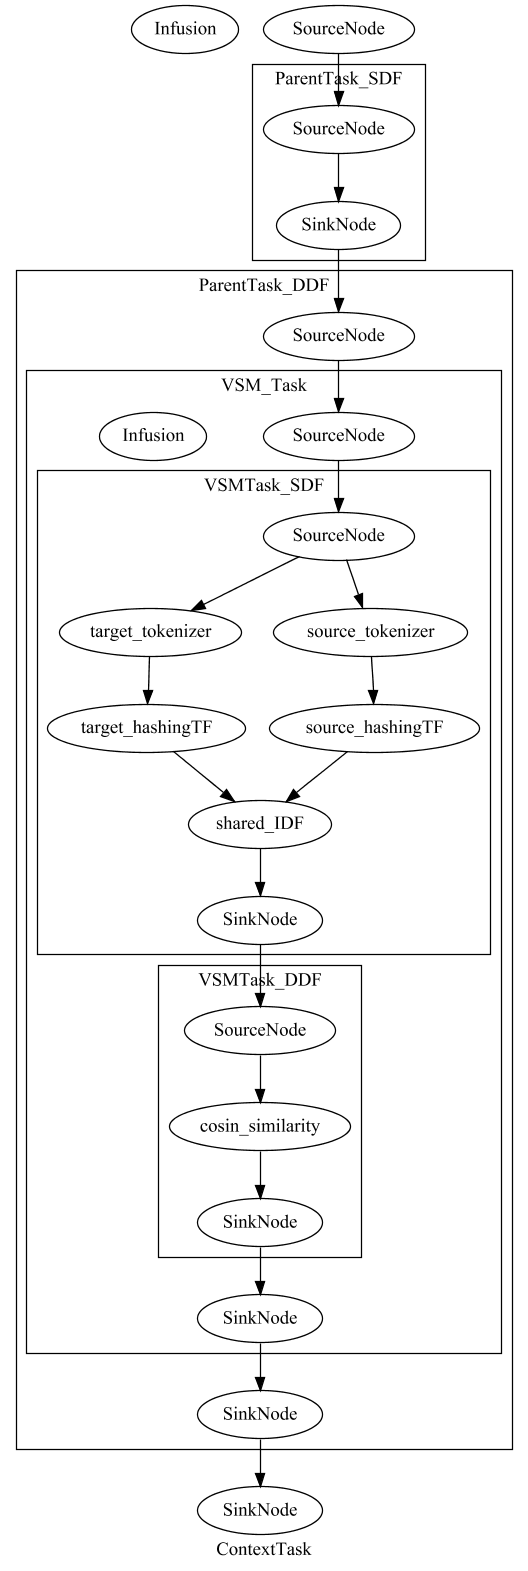 Infusion
SourceNode
ParentTask_SDF
SourceNode
SinkNode
ParentTask_DDF
SourceNode
VSM_Task
Infusion
SourceNode
VSMTask_SDF
SourceNode
target_tokenizer
source_tokenizer
target_hashingTF
source_hashingTF
shared_IDF
SinkNode
VSMTask_DDF
SourceNode
cosin_similarity
SinkNode
SinkNode
SinkNode
SinkNode
ContextTask